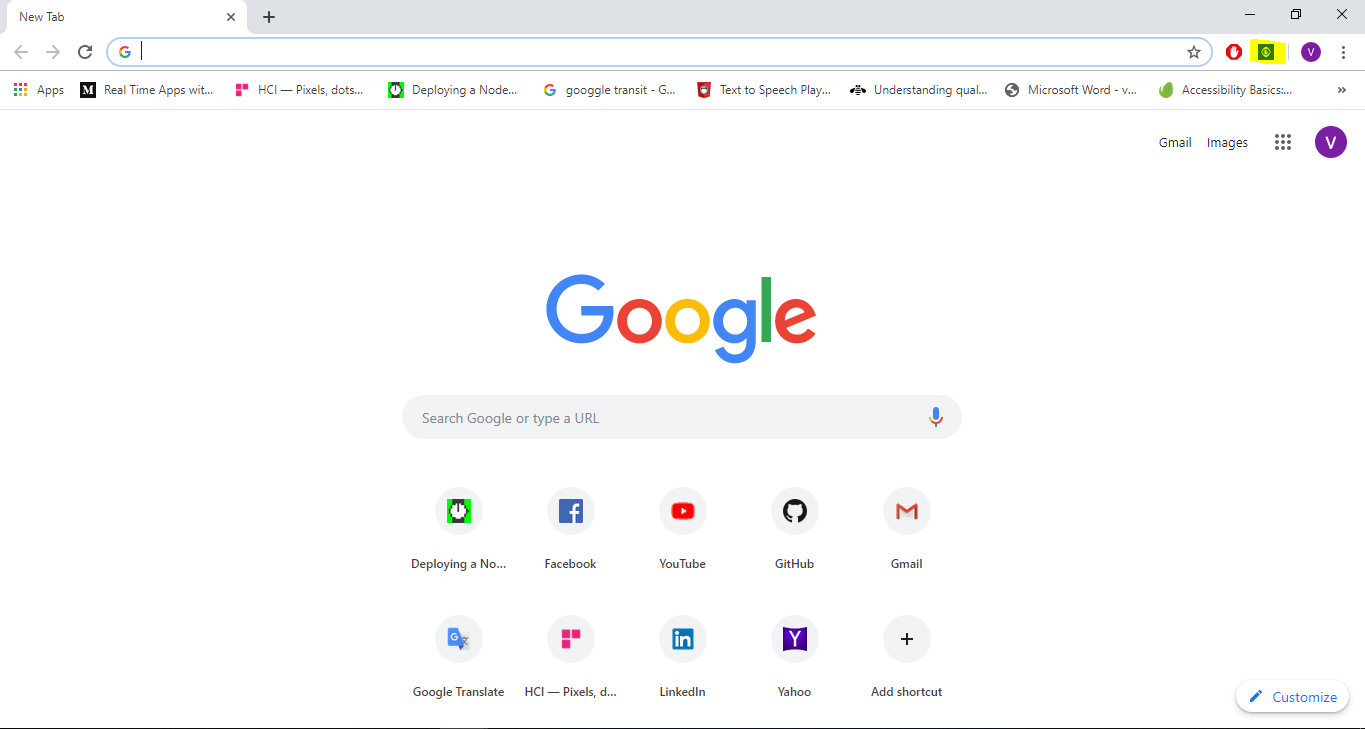 New Tab
Apps
M Real Time Apps wit...
HCI — Pixels, dots...
Deploying a Node...
G googgle transit - G...
Text to Speech Play...
Understanding qual...
Microsoft Word - v...
Accessibility Basics:...
V
Gmail Images V
Google
Search Google or type a URL
Deploying a No... Facebook YouTube GitHub Gmail
Google Translate HCI — Pixels, d... LinkedIn Yahoo Add shortcut
Customize